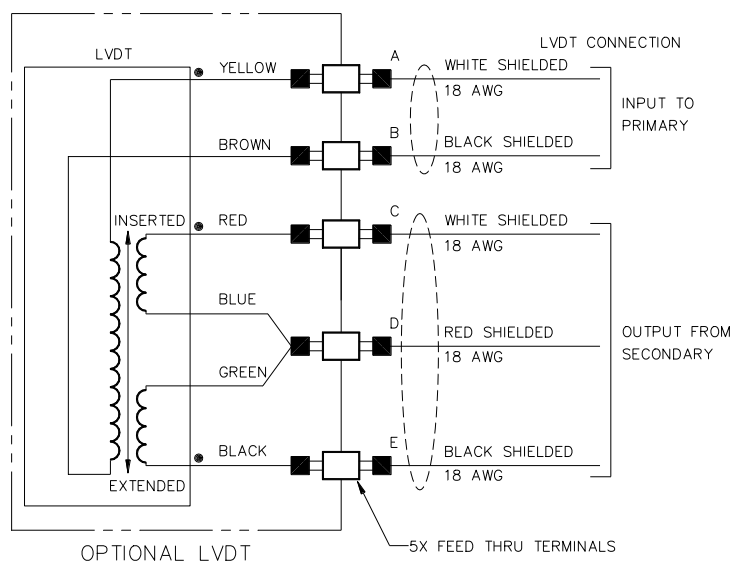 LVDT CONNECTION
LVDT
YELLOW
A
WHITE SHIELDED
18 AWG
INPUT TO
PRIMARY
BROWN
B
BLACK SHIELDED
18 AWG
INSERTED
RED
C
WHITE SHIELDED
18 AWG
BLUE
D
RED SHIELDED
18 AWG
OUTPUT FROM
SECONDARY
GREEN
BLACK
E
BLACK SHIELDED
18 AWG
EXTENDED
OPTIONAL LVDT
5X FEED THRU TERMINALS